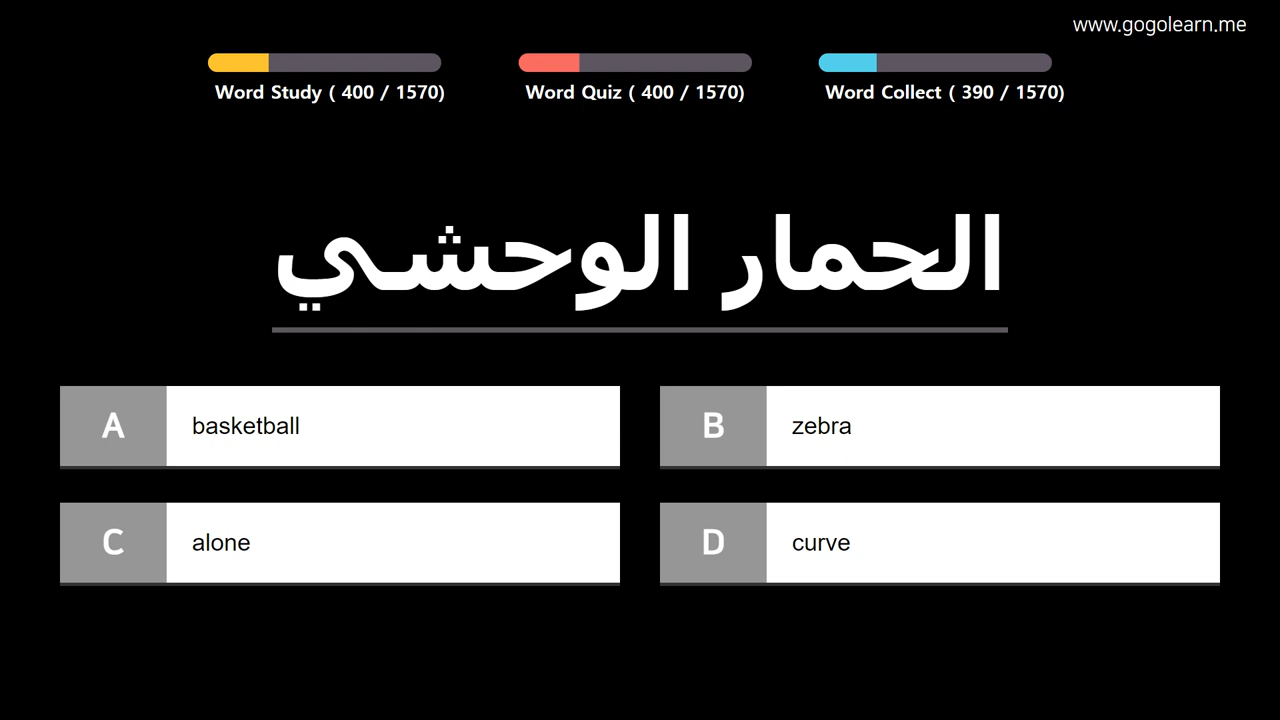 www.gogolearn.me
Word Study ( 400 / 1570)
Word Quiz ( 400 / 1570)
Word Collect ( 390 / 1570)
الحمار الوحشي
A basketball
B zebra
C alone
D curve